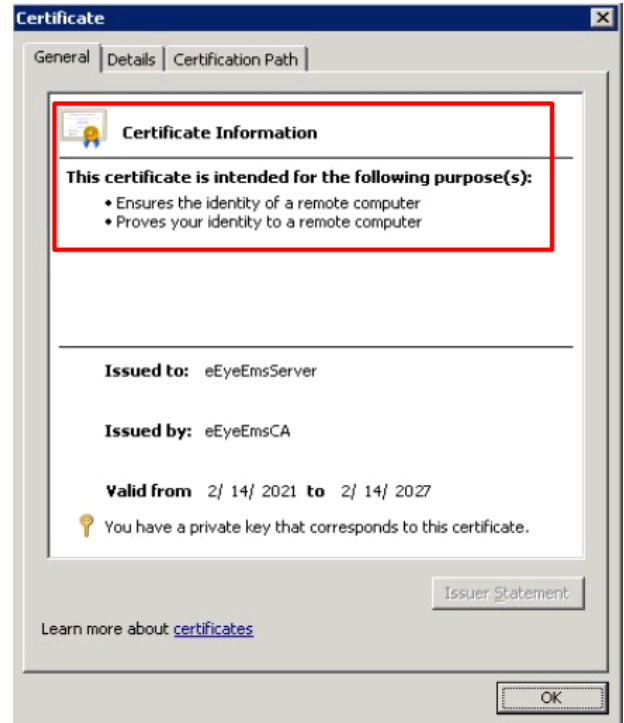 Certificate
General Details Certification Path
Certificate Information
This certificate is intended for the following purpose(s):
• Ensures the identity of a remote computer
• Proves your identity to a remote computer
Issued to: eEyeEmsServer
Issued by: eEyeEmsCA
Valid from 2/ 14/ 2021 to 2/ 14/ 2027
You have a private key that corresponds to this certificate.
Issuer Statement
Learn more about certificates
OK